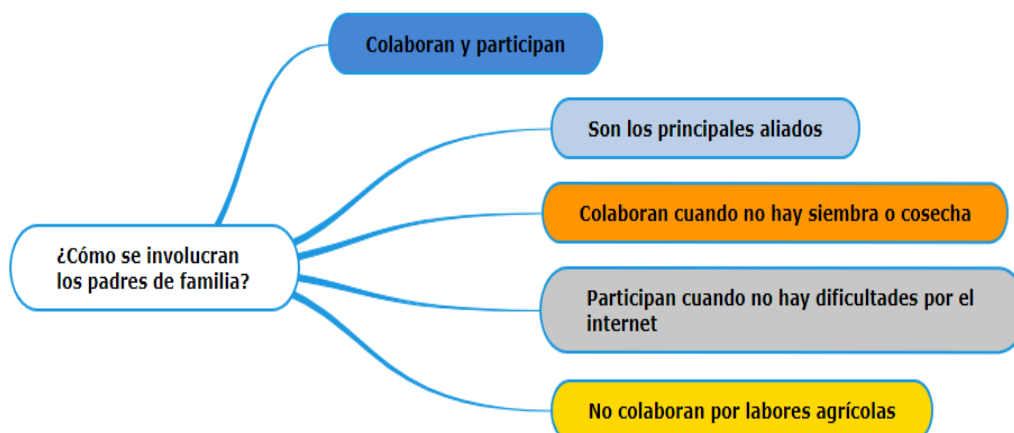 Colaboran y participan
Son los principales aliados
Colaboran cuando no hay siembra o cosecha
¿Cómo se involucran
los padres de familia?
Participan cuando no hay dificultades por el
internet
No colaboran por labores agrícolas